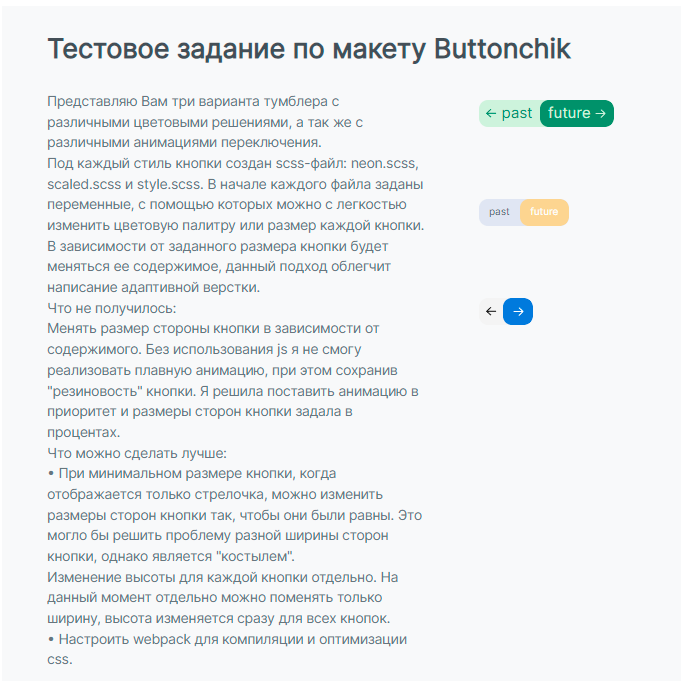 Тестовое задание по макету Buttonchik
Представляю Вам три варианта тумблера с
различными цветовыми решениями, а так же с
различными анимациями переключения.
Под каждый стиль кнопки создан scss-файл: neon.scss,
scaled.scss и style.scss. В начале каждого файла заданы
переменные, с помощью которых можно с легкостью
изменить цветовую палитру или размер каждой кнопки.
В зависимости от заданного размера кнопки будет
меняться ее содержимое, данный подход облегчит
написание адаптивной верстки.
Что не получилось:
Менять размер стороны кнопки в зависимости от
содержимого. Без использования js я не смогу
реализовать плавную анимацию, при этом сохранив
"резиновость" кнопки. Я решила поставить анимацию в
приоритет и размеры сторон кнопки задала в
процентах.
Что можно сделать лучше:
• При минимальном размере кнопки, когда
отображается только стрелочка, можно изменить
размеры сторон кнопки так, чтобы они были равны. Это
могло бы решить проблему разной ширины сторон
кнопки, однако является "костылем".
Изменение высоты для каждой кнопки отдельно. На
данный момент отдельно можно поменять только
ширину, высота изменяется сразу для всех кнопок.
• Настроить webpack для компиляции и оптимизации
css.
← past future →
past future
← →